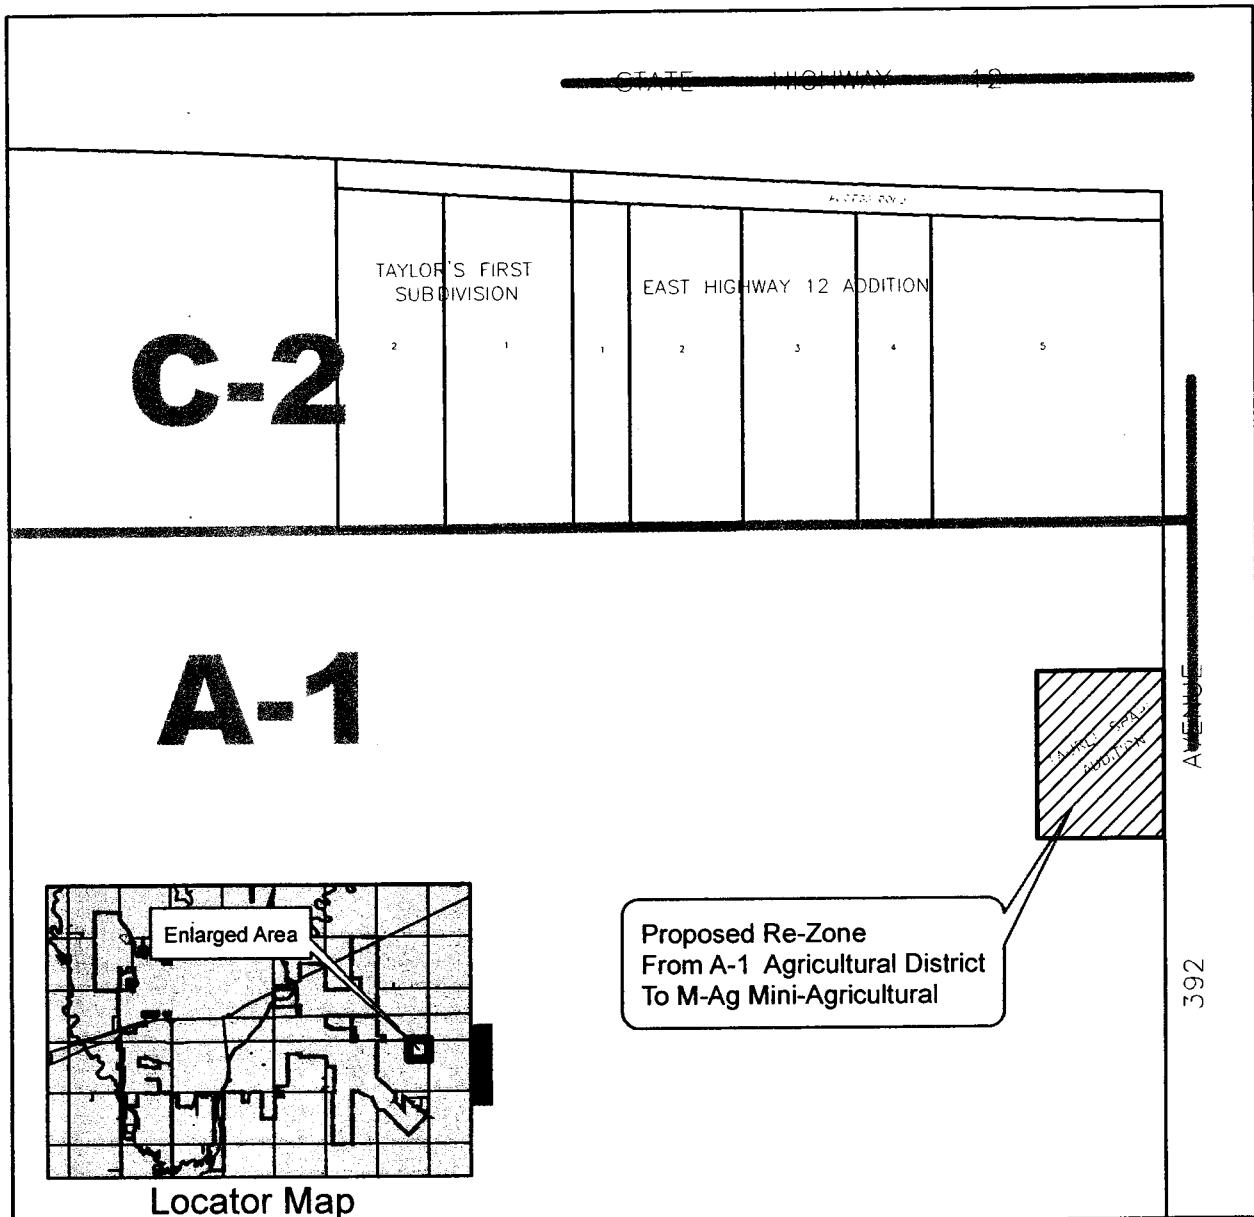 STATE HIGHWAY 12
TAYLOR'S FIRST
SUBDIVISION
EAST HIGHWAY 12 ADDITION
2
1
1
2
3
4
5
C-2
A-1
ADDITION
AVENUE
392
Proposed Re-Zone
From A-1 Agricultural District
To M-Ag Mini-Agricultural
Enlarged Area
Locator Map